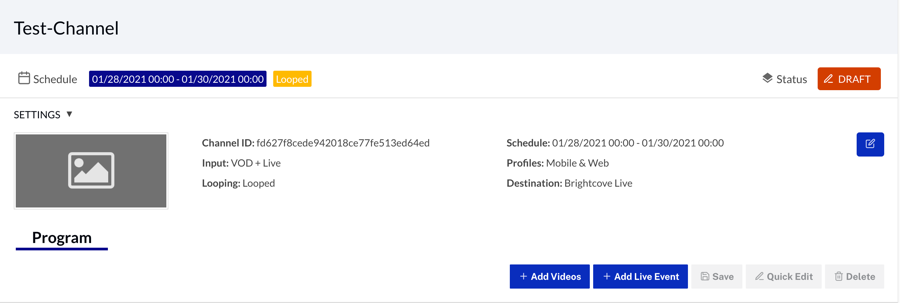 Test-Channel
Schedule 01/28/2021 00:00 - 01/30/2021 00:00 Looped Status DRAFT
SETTINGS ▼
Channel ID: fd627f8cede942018ce77fe513ed64ed Schedule: 01/28/2021 00:00 - 01/30/2021 00:00
Input: VOD + Live Profiles: Mobile & Web
Looping: Looped Destination: Brightcove Live
Program
+ Add Videos + Add Live Event Save Quick Edit Delete